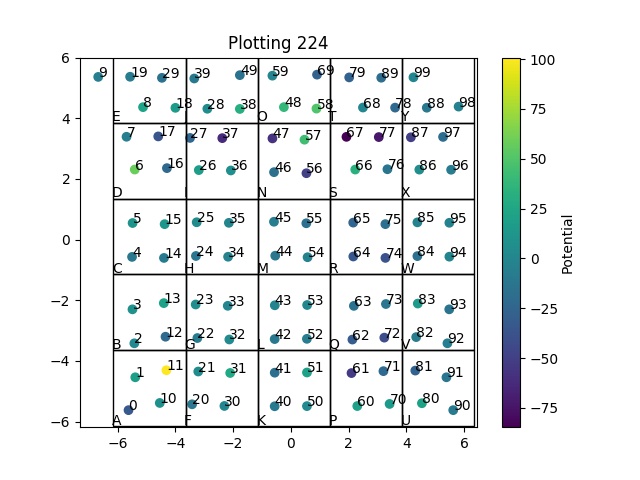 Plotting 224
6
4
2
0
−2
−4
−6
9 19 29 39 49 59 69 79 89 99
8 18 28 38 48 58 68 78 88 98
E O T Y
7 17 27 37 47 57 67 77 87 97
6 16 26 36 46 56 66 76 86 96
D I N S X
5 15 25 35 45 55 65 75 85 95
4 14 24 34 44 54 64 74 84 94
C H M R W
3 13 23 33 43 53 63 73 83 93
2 12 22 32 42 52 62 72 82 92
B G L Q V
1 11 21 31 41 51 61 71 81 91
0 10 20 30 40 50 60 70 80 90
A F K P U
−6 −4 −2 0 2 4 6
100
75
50
25
0
−25
−50
−75
Potential